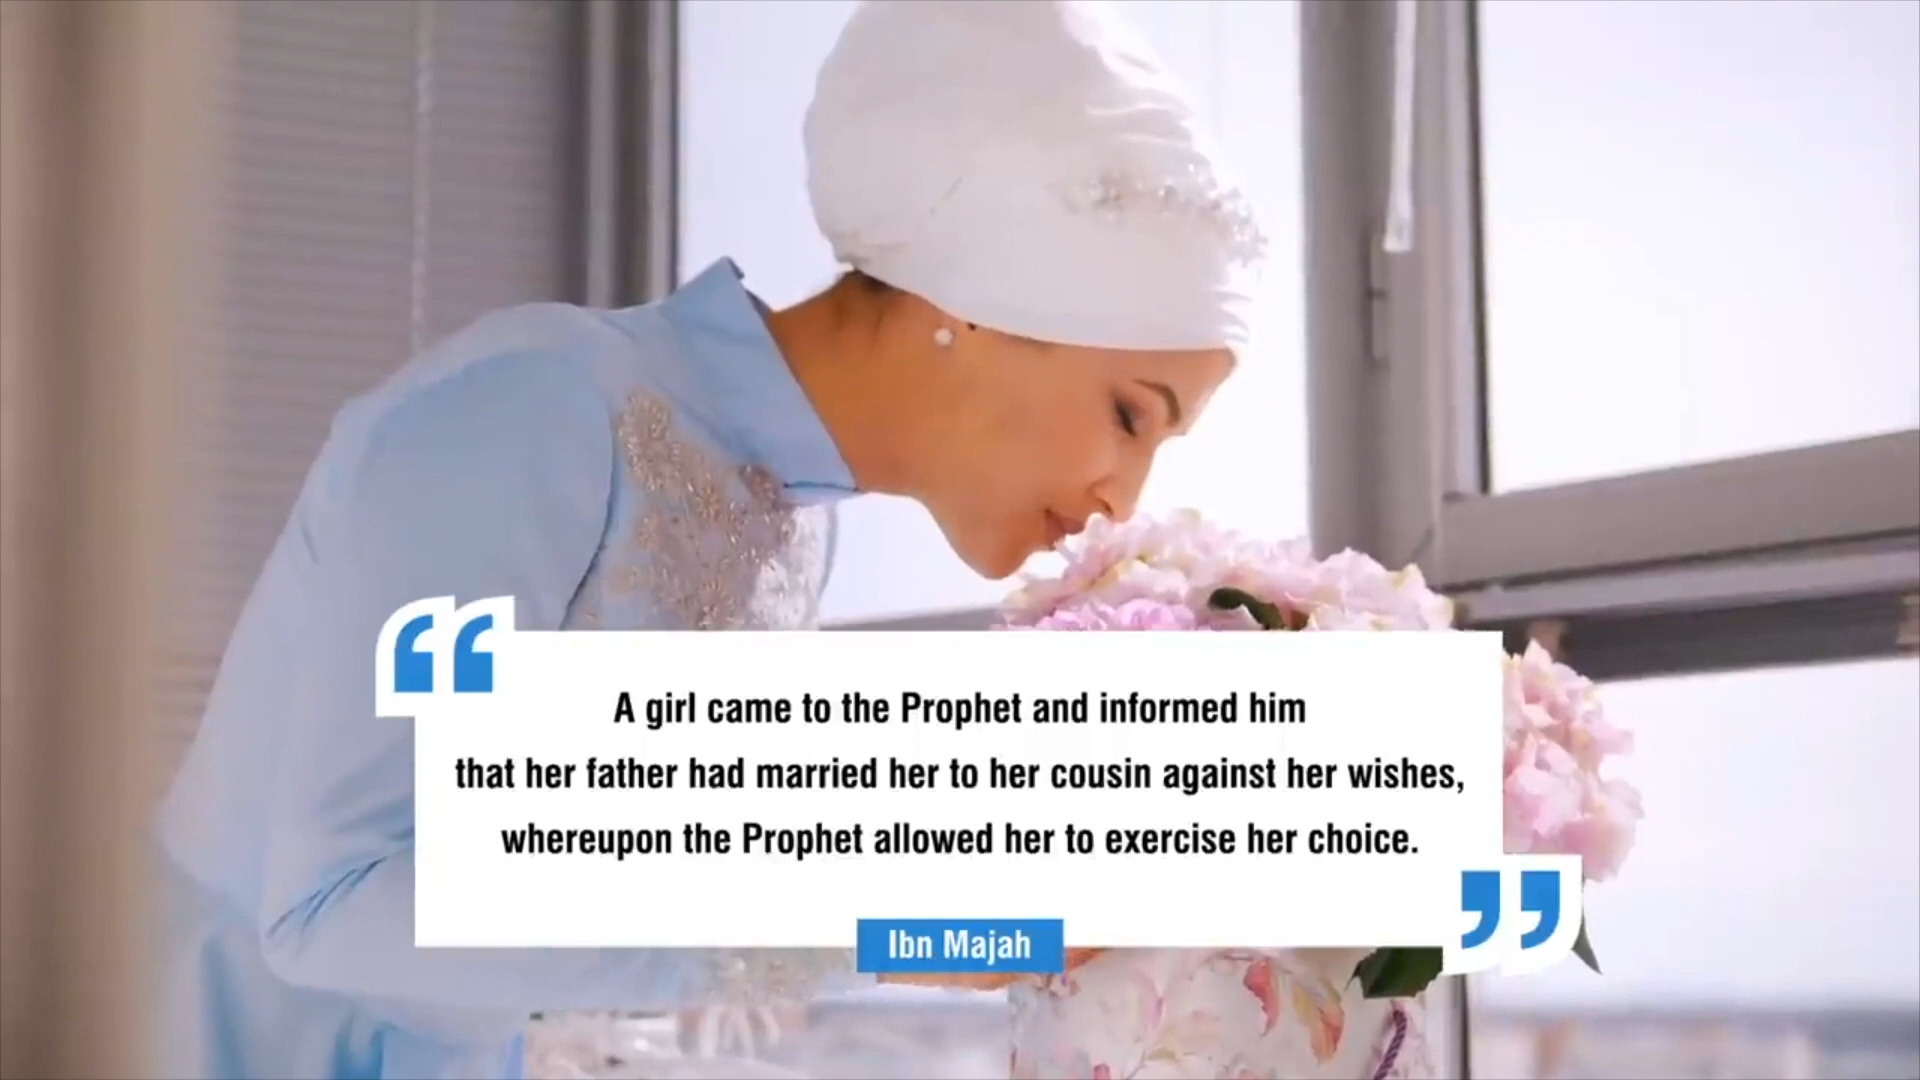 A girl came to the Prophet and informed him
that her father had married her to her cousin against her wishes,
whereupon the Prophet allowed her to exercise her choice.
Ibn Majah